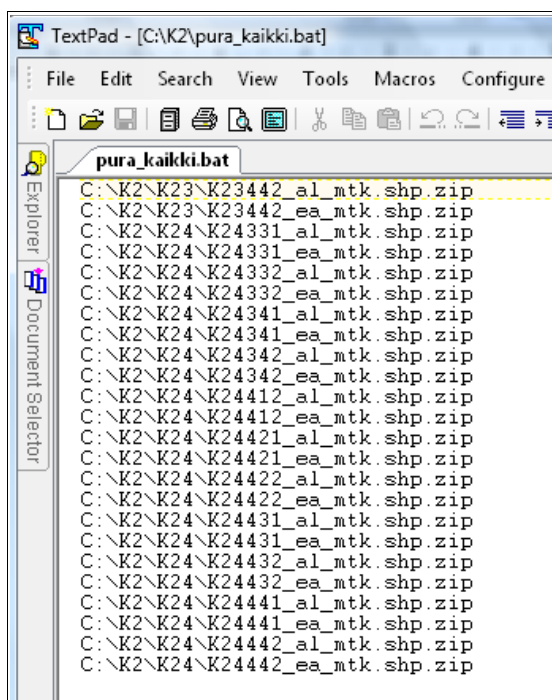 TextPad - [C:\K2\pura_kaikki.bat]
File Edit Search View Tools Macros Configure
pura_kaikki.bat
Explorer
Document Selector
C:\K2\K23\K23442_al_mtk.shp.zip
C:\K2\K23\K23442_ea_mtk.shp.zip
C:\K2\K24\K24331_al_mtk.shp.zip
C:\K2\K24\K24331_ea_mtk.shp.zip
C:\K2\K24\K24332_al_mtk.shp.zip
C:\K2\K24\K24332_ea_mtk.shp.zip
C:\K2\K24\K24341_al_mtk.shp.zip
C:\K2\K24\K24341_ea_mtk.shp.zip
C:\K2\K24\K24342_al_mtk.shp.zip
C:\K2\K24\K24342_ea_mtk.shp.zip
C:\K2\K24\K24412_al_mtk.shp.zip
C:\K2\K24\K24412_ea_mtk.shp.zip
C:\K2\K24\K24421_al_mtk.shp.zip
C:\K2\K24\K24421_ea_mtk.shp.zip
C:\K2\K24\K24422_al_mtk.shp.zip
C:\K2\K24\K24422_ea_mtk.shp.zip
C:\K2\K24\K24431_al_mtk.shp.zip
C:\K2\K24\K24431_ea_mtk.shp.zip
C:\K2\K24\K24432_al_mtk.shp.zip
C:\K2\K24\K24432_ea_mtk.shp.zip
C:\K2\K24\K24441_al_mtk.shp.zip
C:\K2\K24\K24441_ea_mtk.shp.zip
C:\K2\K24\K24442_al_mtk.shp.zip
C:\K2\K24\K24442_ea_mtk.shp.zip